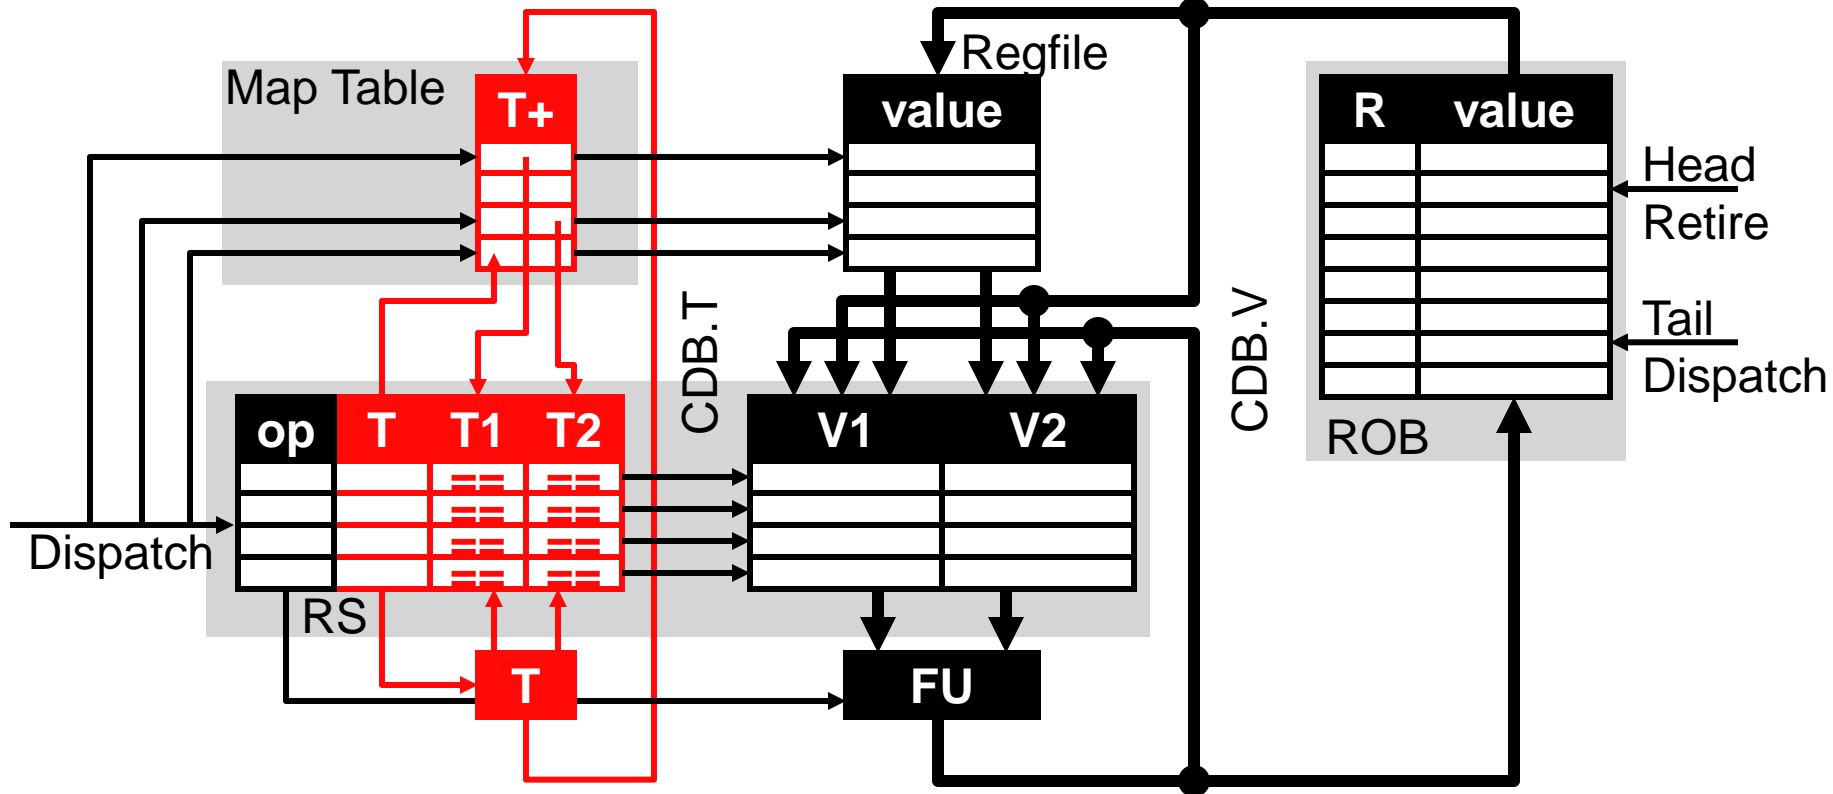 Regfile
Map Table
T+
value
R value
Head
Retire
CDB.T
CDB.V
Tail
Dispatch
op T T1 T2
V1 V2
ROB
== ==
== ==
== ==
== ==
Dispatch
RS
T
FU